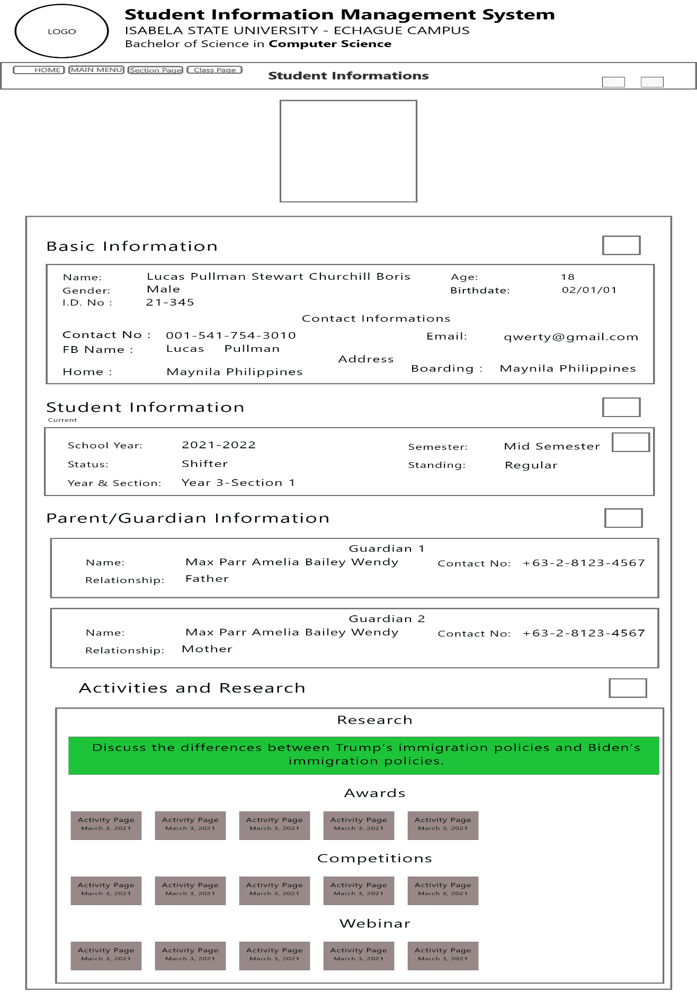 LOGO
Student Information Management System
ISABELA STATE UNIVERSITY - ECHAGUE CAMPUS
Bachelor of Science in Computer Science
HOME MAIN MENU Section Page Class Page
Student Informations
Basic Information
Name: Lucas Pullman Stewart Churchill Boris Age: 18
Gender: Male Birthdate: 02/01/01
I.D. No : 21-345
Contact Informations
Contact No : 001-541-754-3010 Email: qwerty@gmail.com
FB Name : Lucas Pullman
Address
Home : Maynila Philippines Boarding : Maynila Philippines
Student Information
Current
School Year: 2021-2022 Semester: Mid Semester
Status: Shifter Standing: Regular
Year & Section: Year 3-Section 1
Parent/Guardian Information
Guardian 1
Name: Max Parr Amelia Bailey Wendy Contact No: +63-2-8123-4567
Relationship: Father
Guardian 2
Name: Max Parr Amelia Bailey Wendy Contact No: +63-2-8123-4567
Relationship: Mother
Activities and Research
Research
Discuss the differences between Trump's immigration policies and Biden's
immigration policies.
Awards
Activity Page Activity Page Activity Page Activity Page Activity Page
March 3, 2021 March 3, 2021 March 3, 2021 March 3, 2021 March 3, 2021
Competitions
Activity Page Activity Page Activity Page Activity Page Activity Page
March 3, 2021 March 3, 2021 March 3, 2021 March 3, 2021 March 3, 2021
Webinar
Activity Page Activity Page Activity Page Activity Page Activity Page
March 3, 2021 March 3, 2021 March 3, 2021 March 3, 2021 March 3, 2021